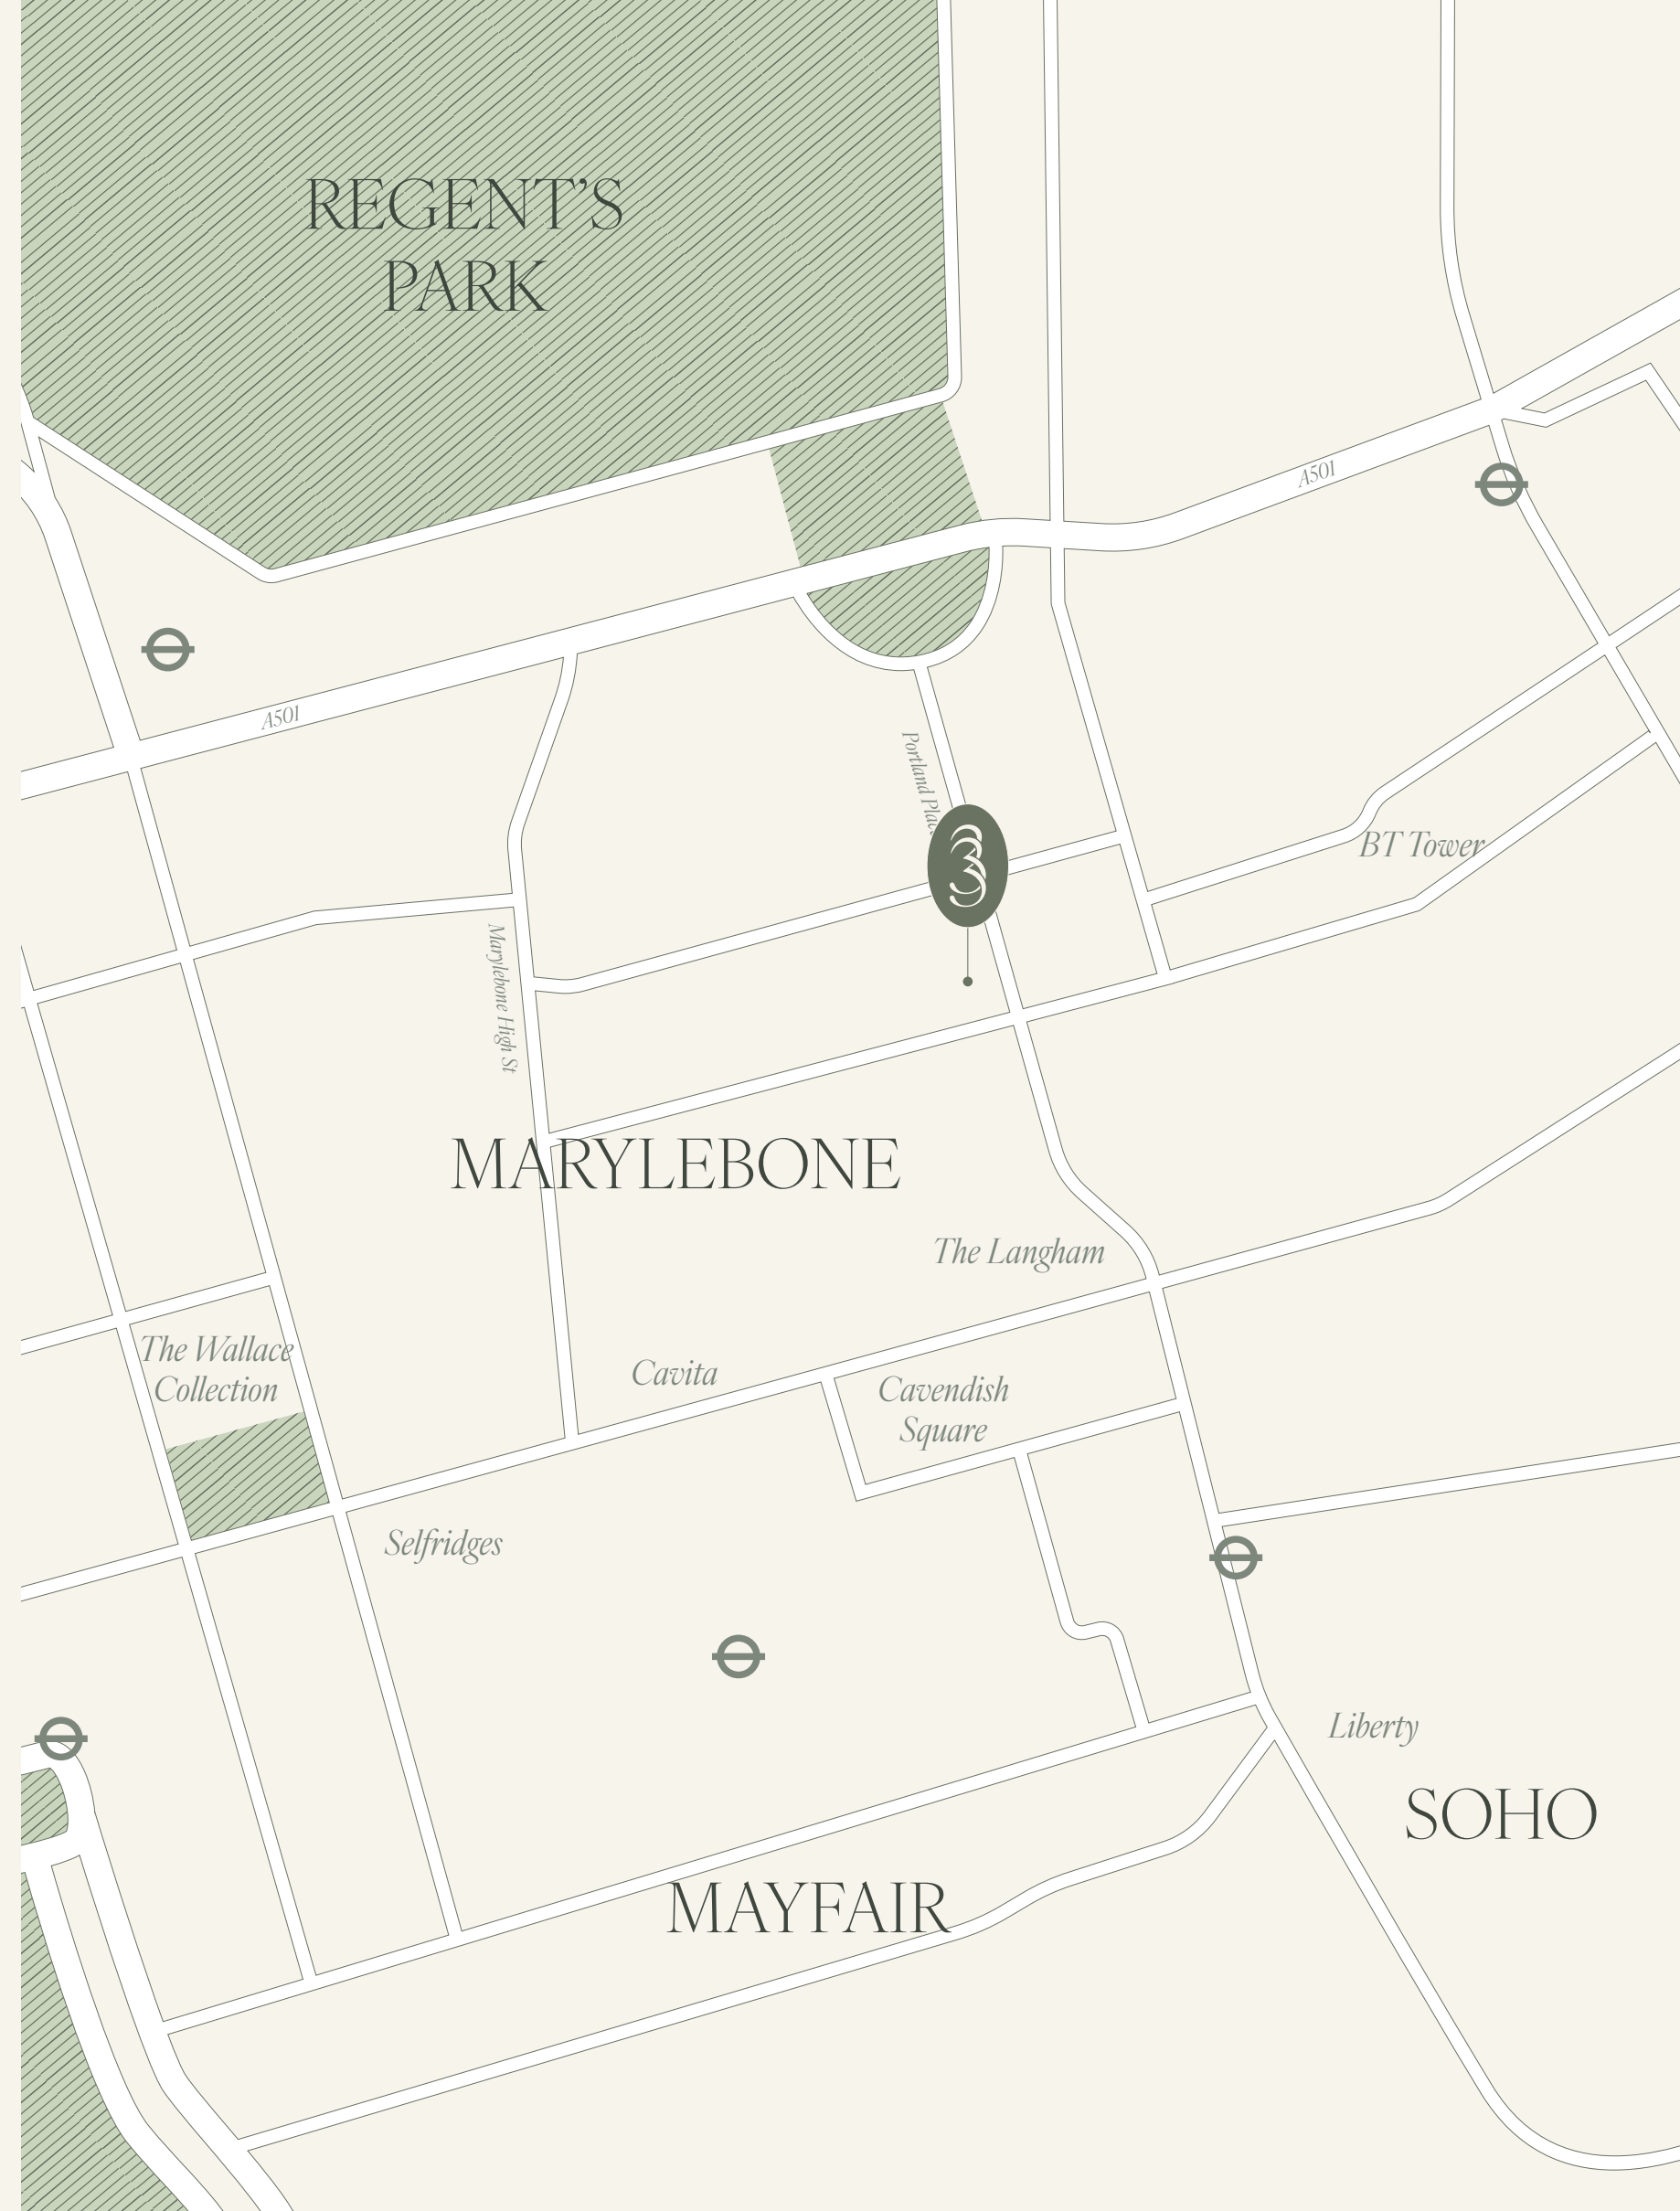 REGENT’S
PARK
A501
A501
Portland Place
BT Tower
Marylebone High St
MARYLEBONE
The Langham
The Wallace
Collection
Cavita
Cavendish
Square
Selfridges
Liberty
SOHO
MAYFAIR